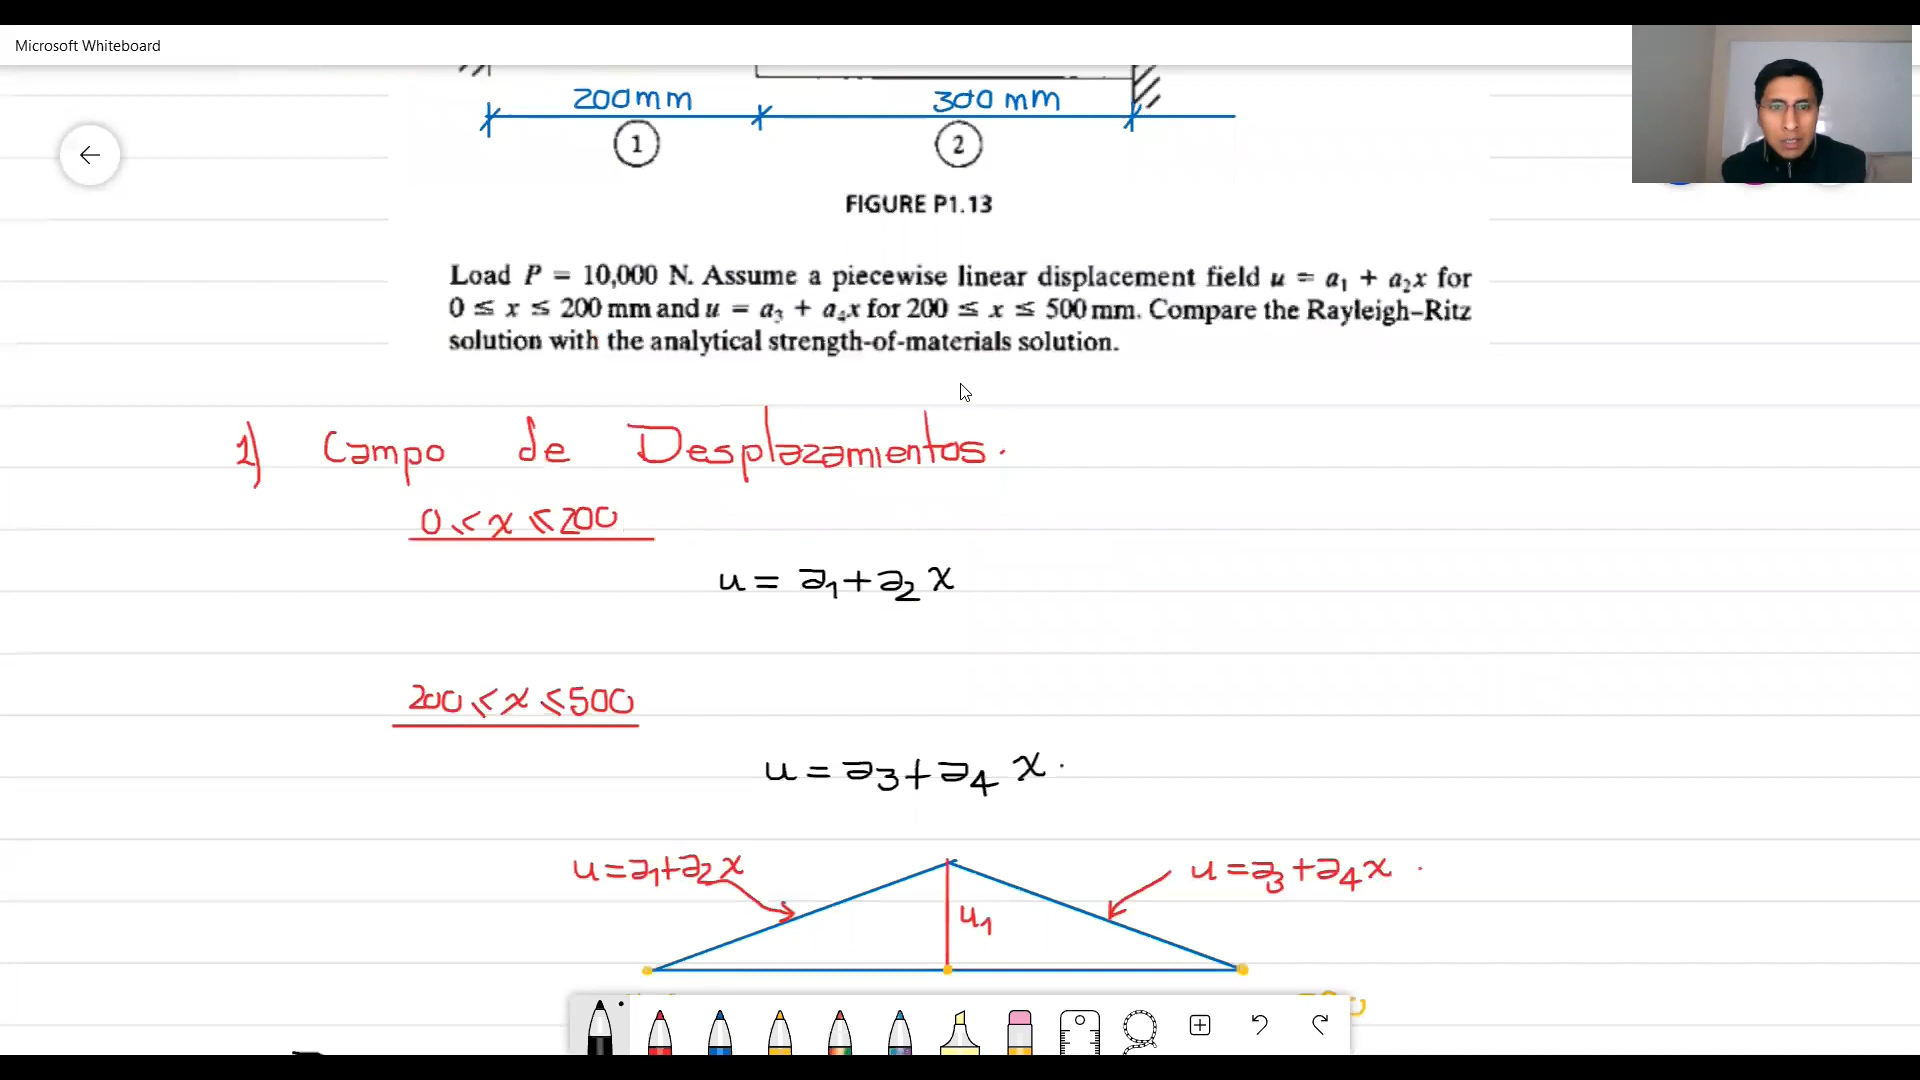 Microsoft Whiteboard
200mm 300 mm
1 2
FIGURE P1.13
Load P = 10,000 N. Assume a piecewise linear displacement field u = a₁ + a₂x for
0 ≤ x ≤ 200 mm and u = a₃ + a₄x for 200 ≤ x ≤ 500 mm. Compare the Rayleigh–Ritz
solution with the analytical strength-of-materials solution.
1) Campo de Desplazamientos.
0 ≤ x ≤ 200
u = a₁ + a₂ x
200 ≤ x ≤ 500
u = a₃ + a₄ x .
u = a₁ + a₂ x u = a₃ + a₄ x .
u₁